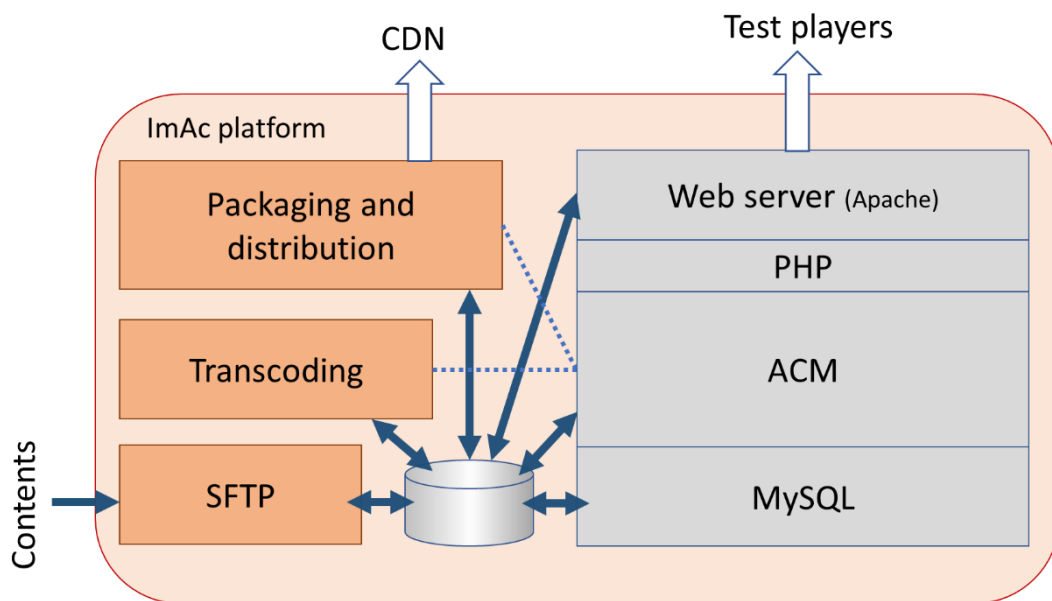 CDN
Test players
ImAc platform
Packaging and
distribution
Web server (Apache)
PHP
Transcoding
ACM
Contents
SFTP
MySQL